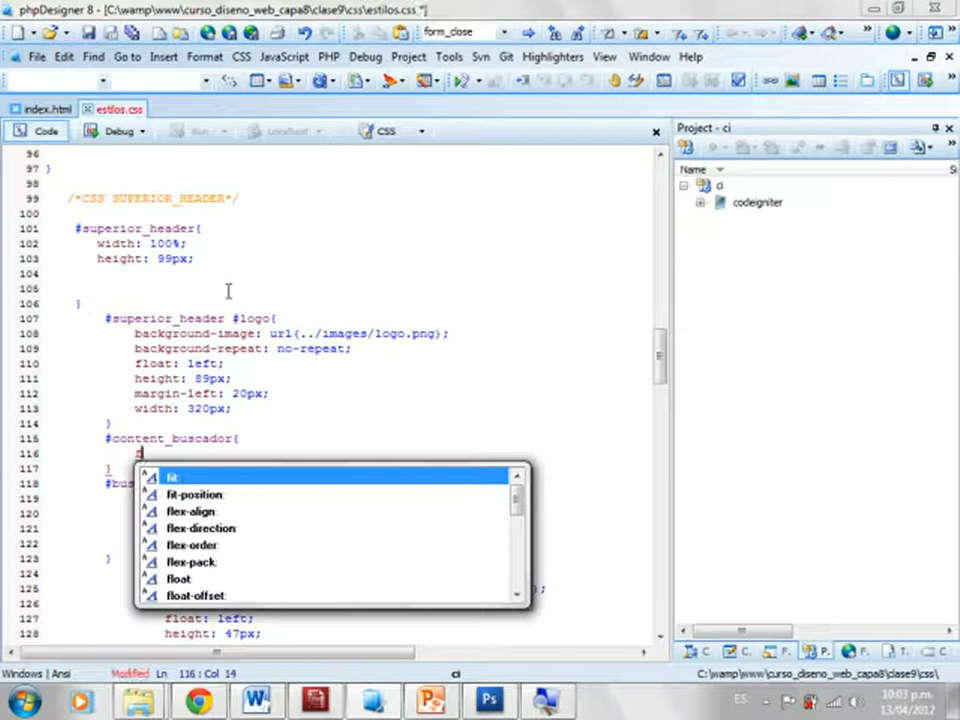 phpDesigner 8 - [C:\wamp\www\curso_diseno_web_capa8\clase9\css\estilos.css *]
form_close
File Edit Find Go to Insert Format CSS JavaScript PHP Debug Project Tools Svn Git Highlighters View Window Help
index.html estilos.css
Code Debug Run Localhost CSS
Project - ci
Name S
ci
codeigniter
96
97 }
98
99 /*CSS SUPERIOR_HEADER*/
100
101 #superior_header{
102 width: 100%;
103 height: 99px;
104
105
106 }
107 #superior_header #logo{
108 background-image: url(../images/logo.png);
109 background-repeat: no-repeat;
110 float: left;
111 height: 89px;
112 margin-left: 20px;
113 width: 320px;
114 }
115 #content_buscador{
116
117 }
118 #bus
119
120
121
122
123 }
124
125 );
126
127 float: left;
128 height: 47px;
fit:
fit-position:
flex-align:
flex-direction:
flex-order:
flex-pack:
float:
float-offset:
C. C. F. P. F. T. C
Windows | Ansi Modified Ln 116 : Col 14 ci C:\wamp\www\curso_diseno_web_capa8\clase9\css\
ES 10:03 p.m.
13/04/2012